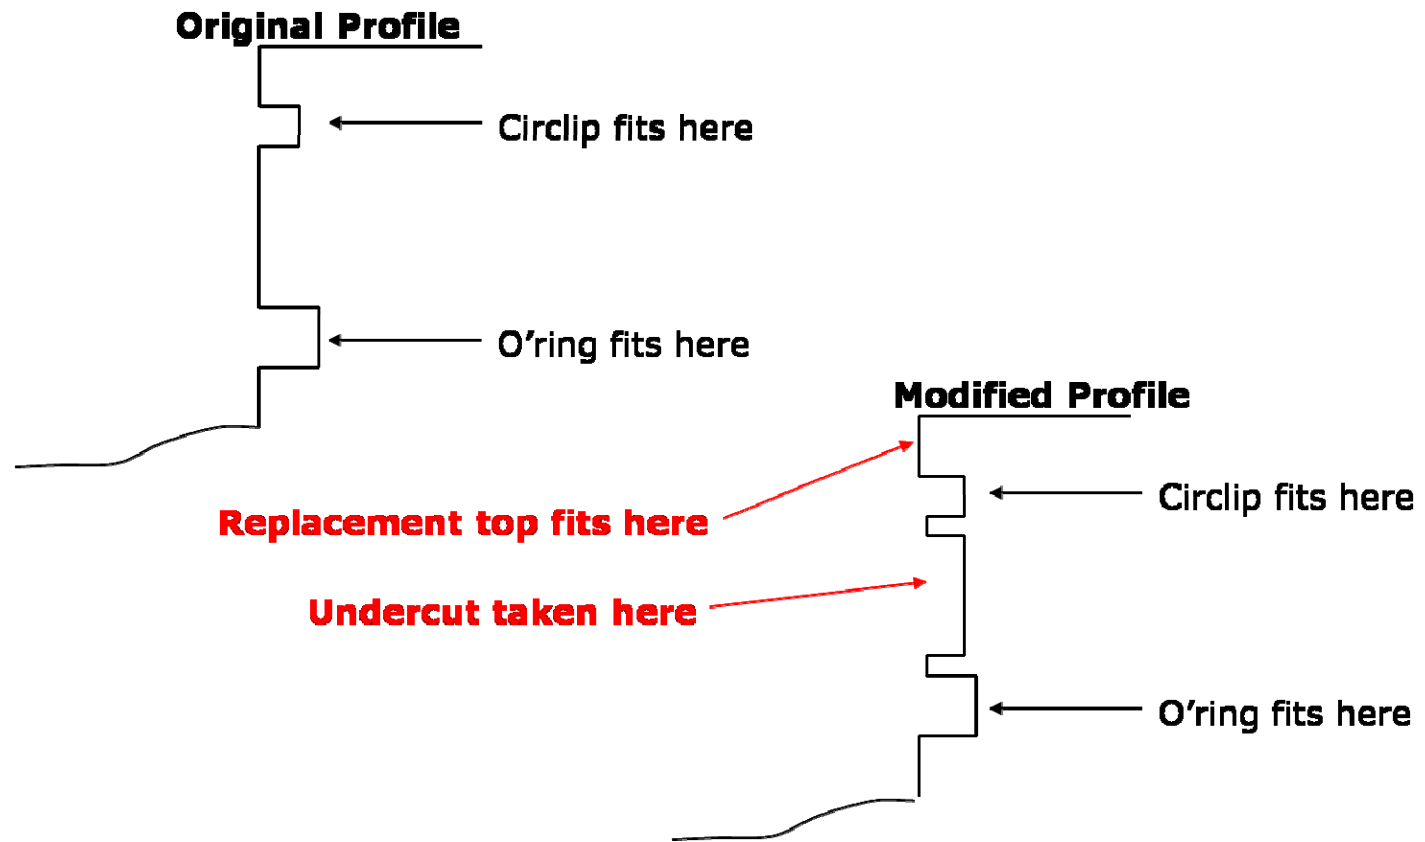 Original Profile
Circlip fits here
O'ring fits here
Modified Profile
Circlip fits here
Replacement top fits here
Undercut taken here
O'ring fits here